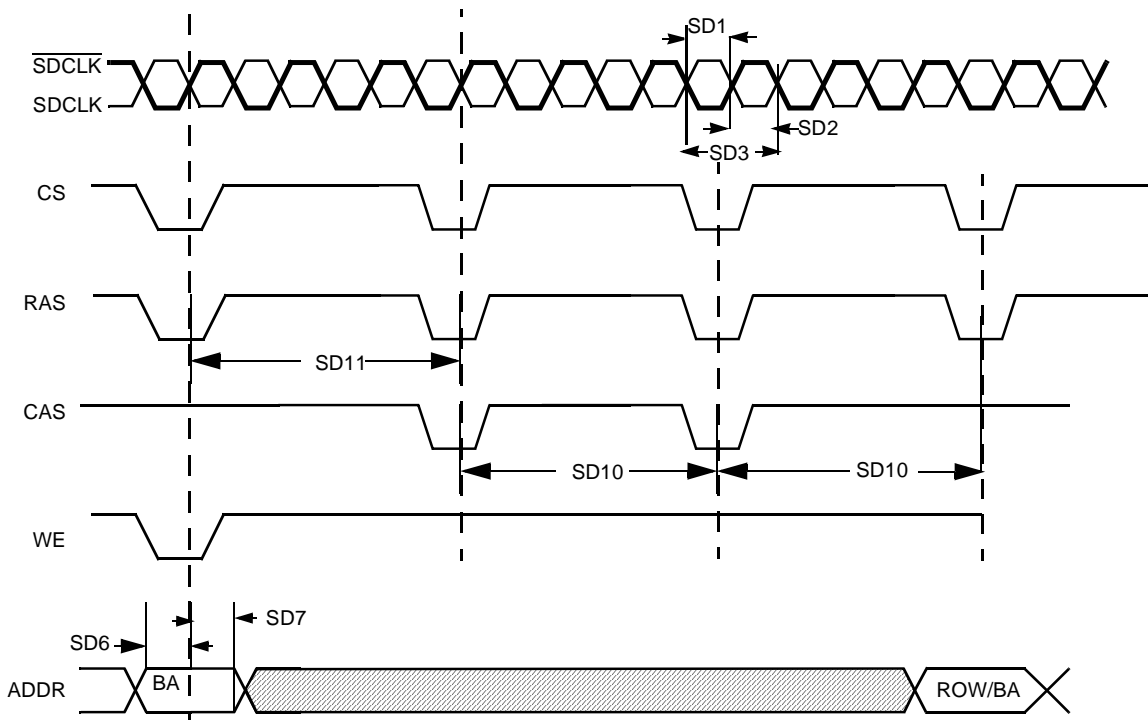 SD1
SDCLK
SDCLK
SD2
SD3
CS
RAS
SD11
CAS
SD10 SD10
WE
SD7
SD6
BA
ADDR ROW/BA